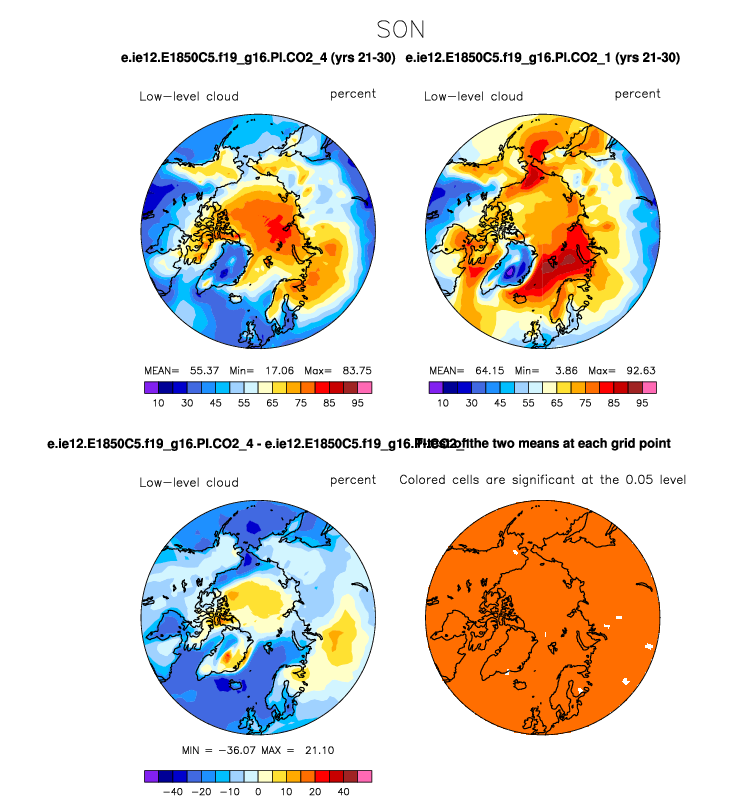 SON
e.ie12.E1850C5.f19_g16.PI.CO2_4 (yrs 21-30) e.ie12.E1850C5.f19_g16.PI.CO2_1 (yrs 21-30)
Low-level cloud percent Low-level cloud percent
MEAN= 55.37 Min= 17.06 Max= 83.75 MEAN= 64.15 Min= 3.86 Max= 92.63
10 30 45 55 65 75 85 95 10 30 45 55 65 75 85 95
e.ie12.E1850C5.f19_g16.PI.CO2_4 - e.ie12.E1850C5.f19_g16.PI.CO2_ of the two means at each grid point
Low-level cloud percent Colored cells are significant at the 0.05 level
MIN = -36.07 MAX = 21.10
-40 -20 -10 0 10 20 40